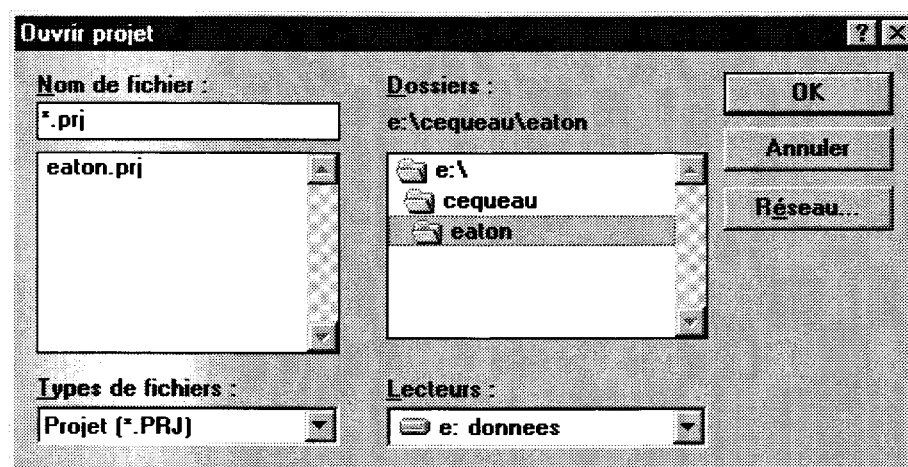 Ouvrir projet
Nom de fichier :
*.prj
eaton.prj
Types de fichiers :
Projet (*.PRJ)
Dossiers :
e:\cequeau\eaton
e:\
cequeau
eaton
Lecteurs :
e: donnees
OK
Annuler
Réseau...